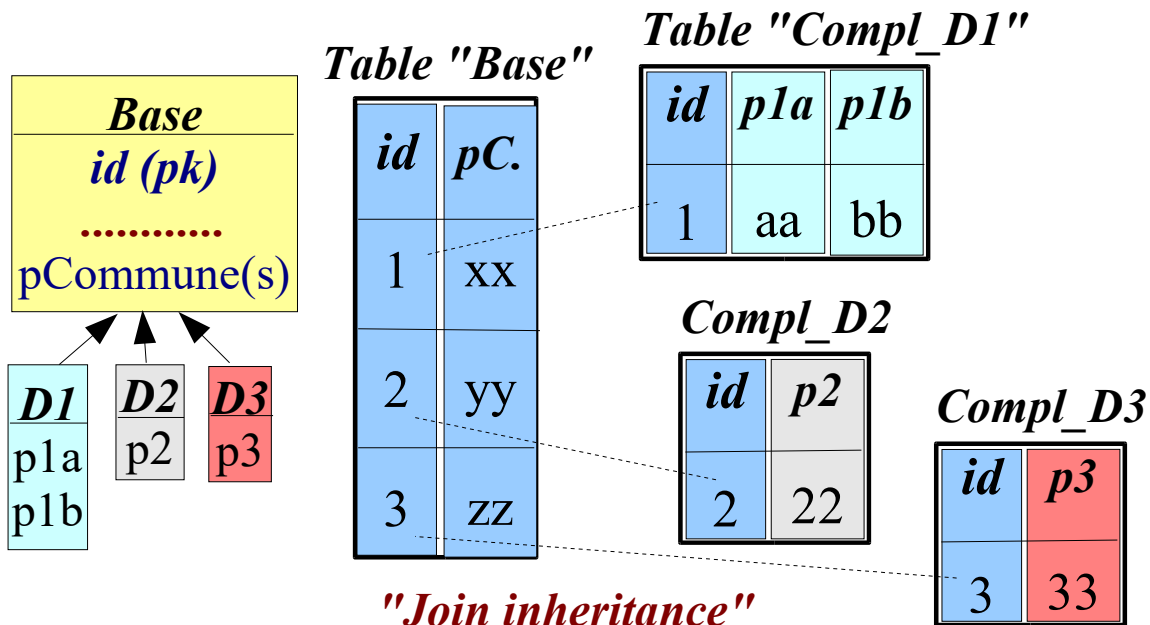 Base
id (pk)
............
pCommune(s)
D1
p1a
p1b
D2
p2
D3
p3
Table "Base"
id pC.
1 xx
2 yy
3 zz
Table "Compl_D1"
id p1a p1b
1 aa bb
Compl_D2
id p2
2 22
Compl_D3
id p3
3 33
"Join inheritance"